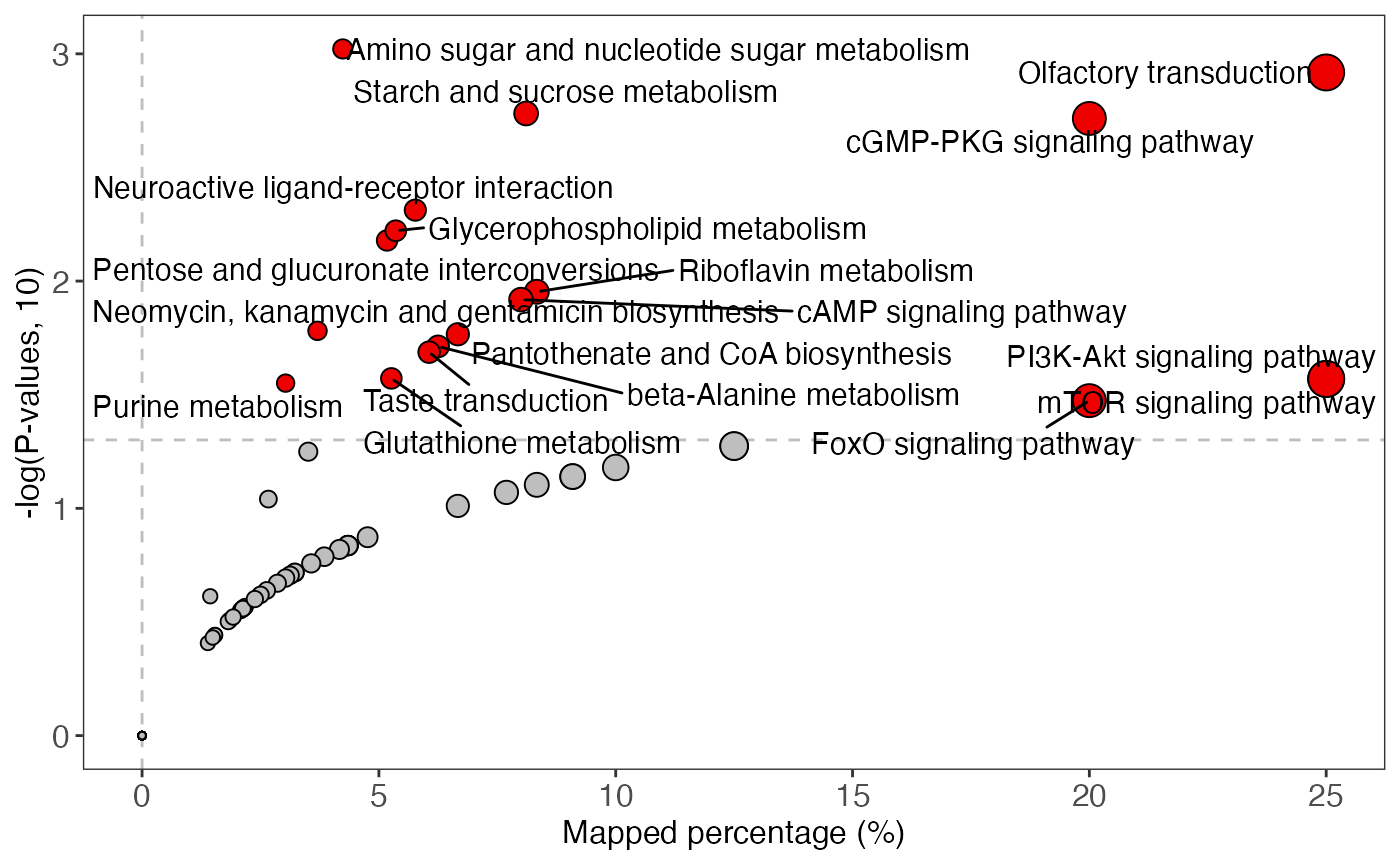 3
Amino sugar and nucleotide sugar metabolism
Olfactory transduction
Starch and sucrose metabolism
cGMP-PKG signaling pathway
Neuroactive ligand-receptor interaction
Glycerophospholipid metabolism
2
Pentose and glucuronate interconversions
Riboflavin metabolism
Neomycin, kanamycin and gentamicin biosynthesis
cAMP signaling pathway
Pantothenate and CoA biosynthesis
PI3K-Akt signaling pathway
beta-Alanine metabolism
Purine metabolism
Taste transduction
mTOR signaling pathway
Glutathione metabolism
FoxO signaling pathway
1
0
-log(P-values, 10)
0 5 10 15 20 25
Mapped percentage (%)